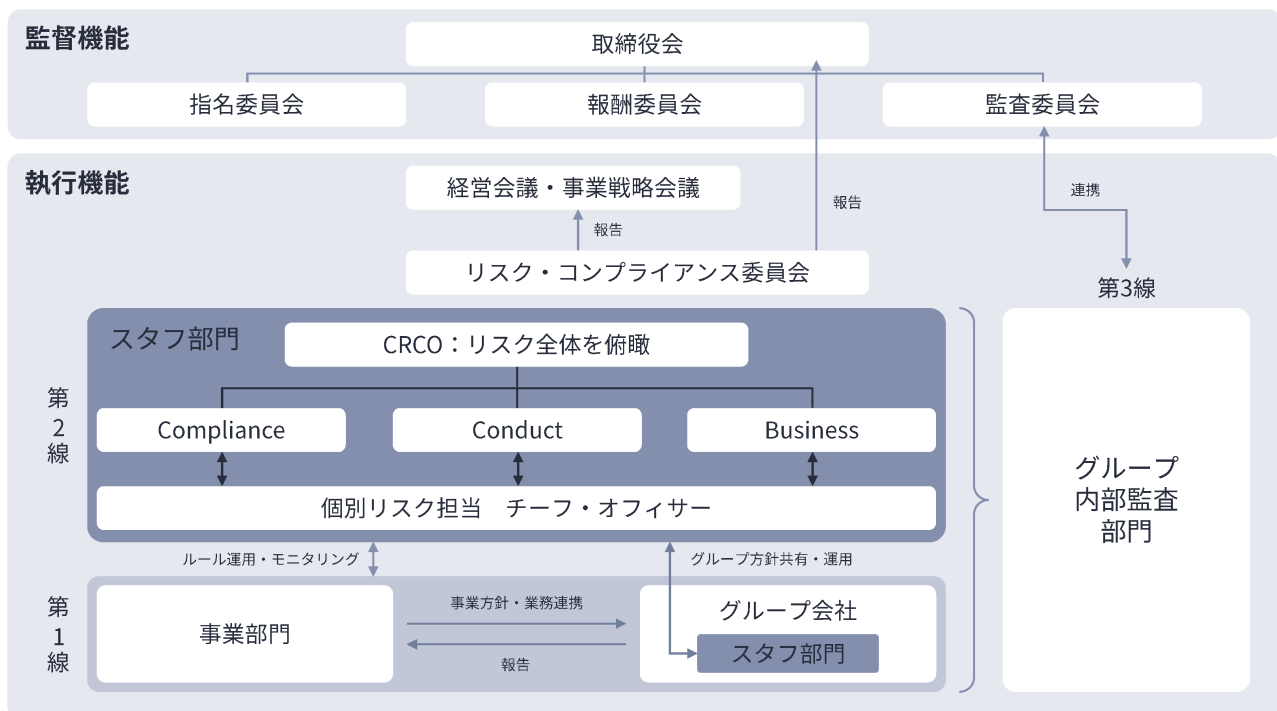 監督機能
取締役会
指名委員会
報酬委員会
監査委員会
執行機能
経営会議・事業戦略会議
報告
報告
連携
リスク・コンプライアンス委員会
第3線
スタフ部門
CRCO：リスク全体を俯瞰
第
2
線
Compliance
Conduct
Business
個別リスク担当　チーフ・オフィサー
グループ
内部監査
部門
ルール運用・モニタリング
グループ方針共有・運用
第
1
線
事業部門
事業方針・業務連携
報告
グループ会社
スタフ部門